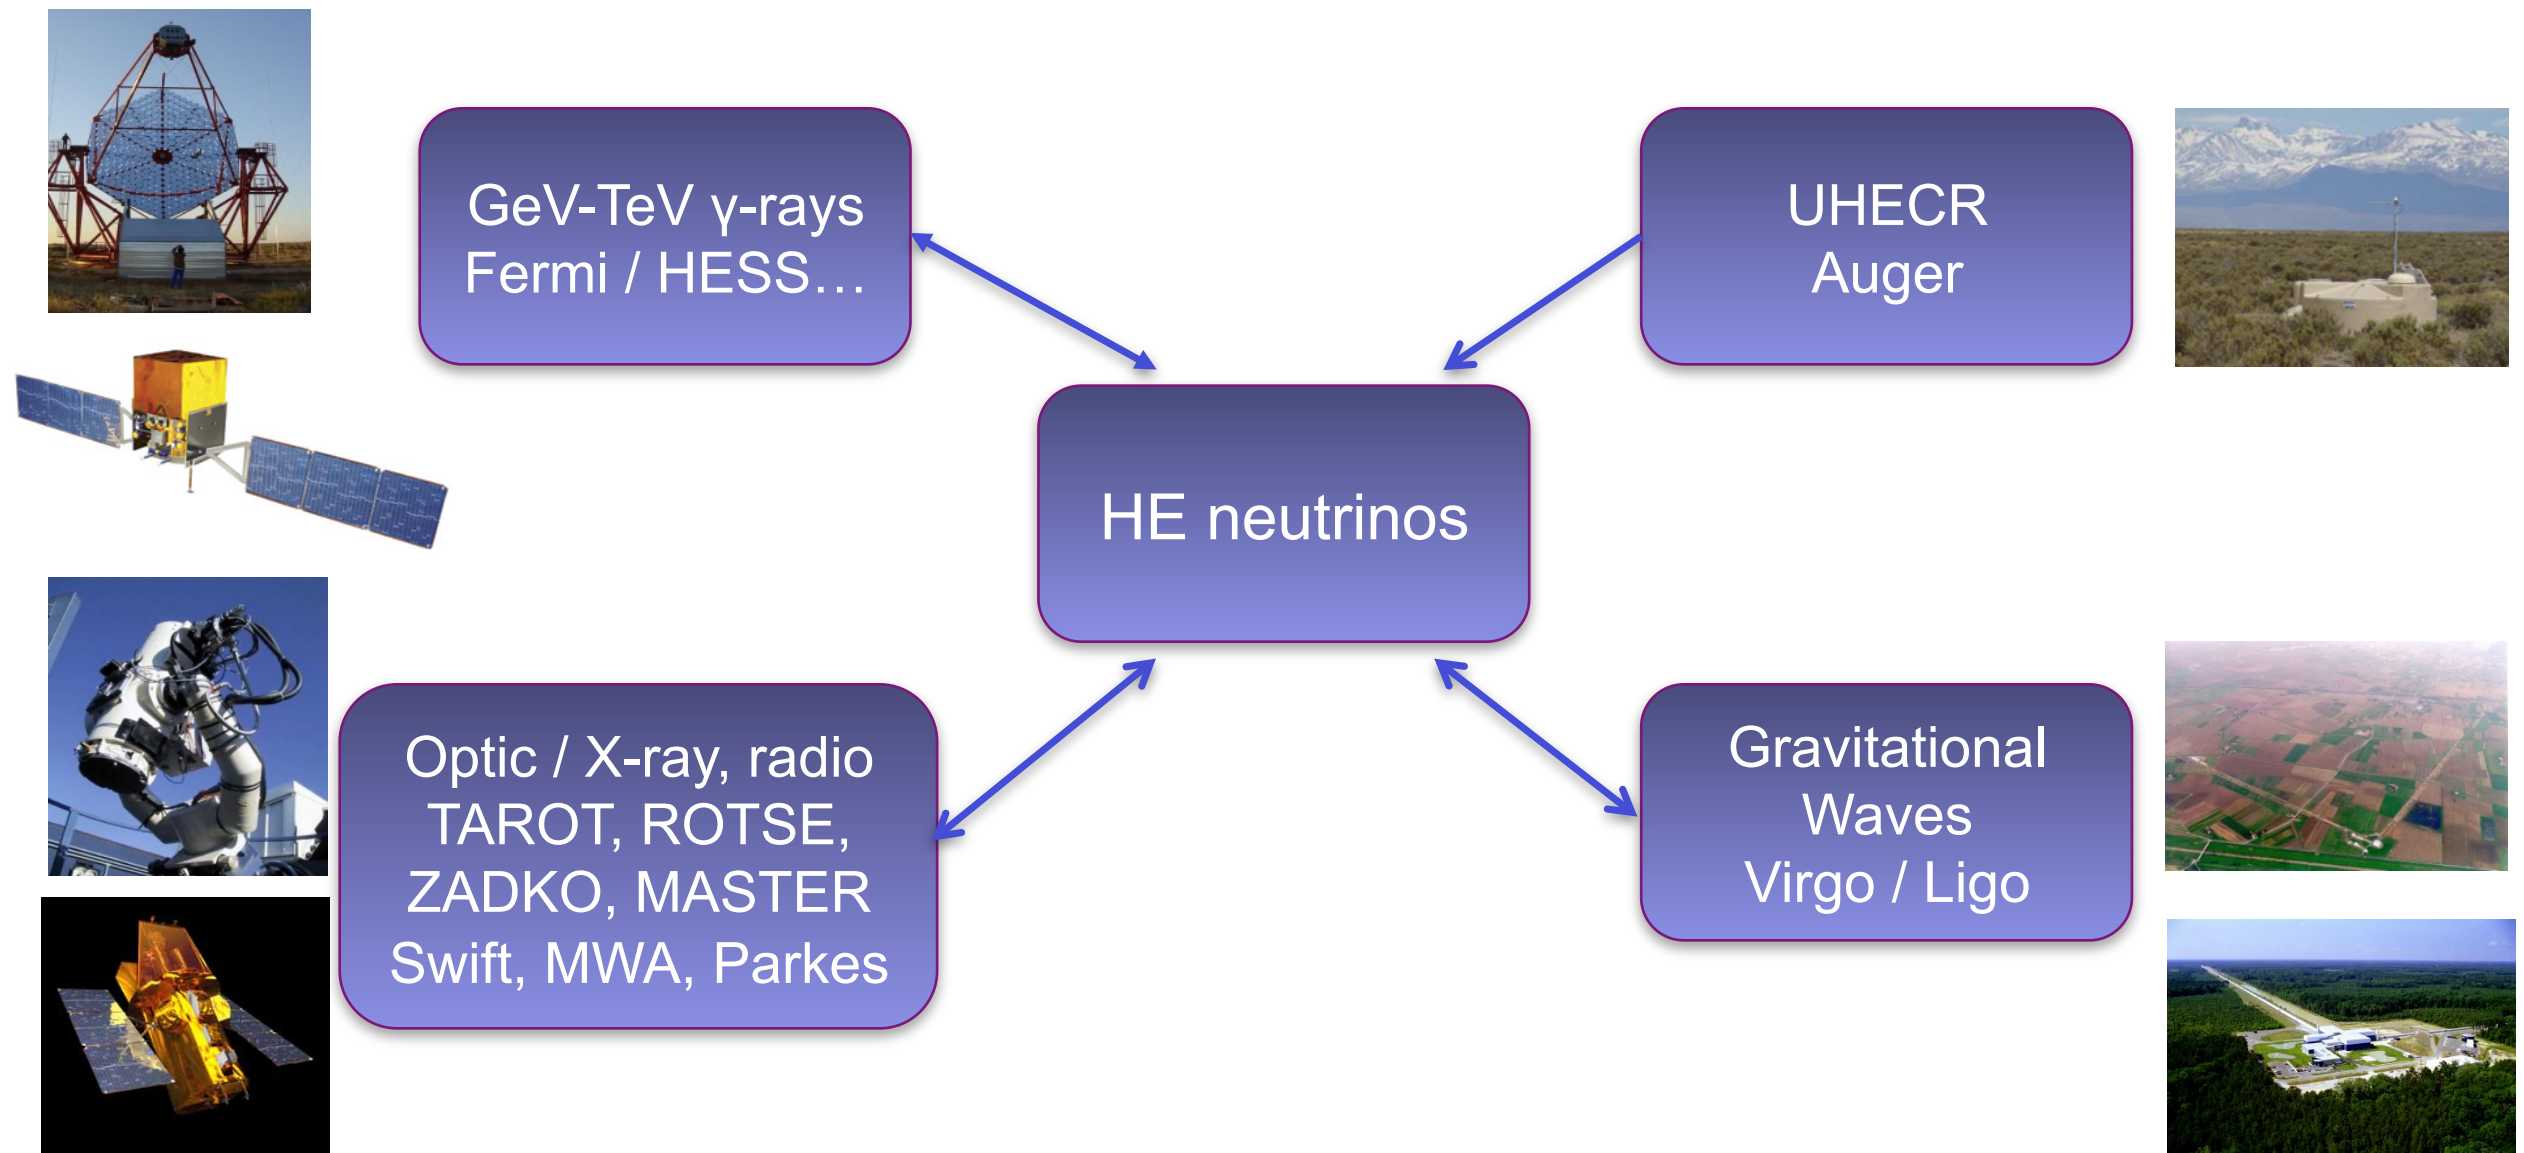 GeV-TeV γ-rays
Fermi / HESS…
UHECR
Auger
HE neutrinos
Optic / X-ray, radio
TAROT, ROTSE,
ZADKO, MASTER
Swift, MWA, Parkes
Gravitational
Waves
Virgo / Ligo